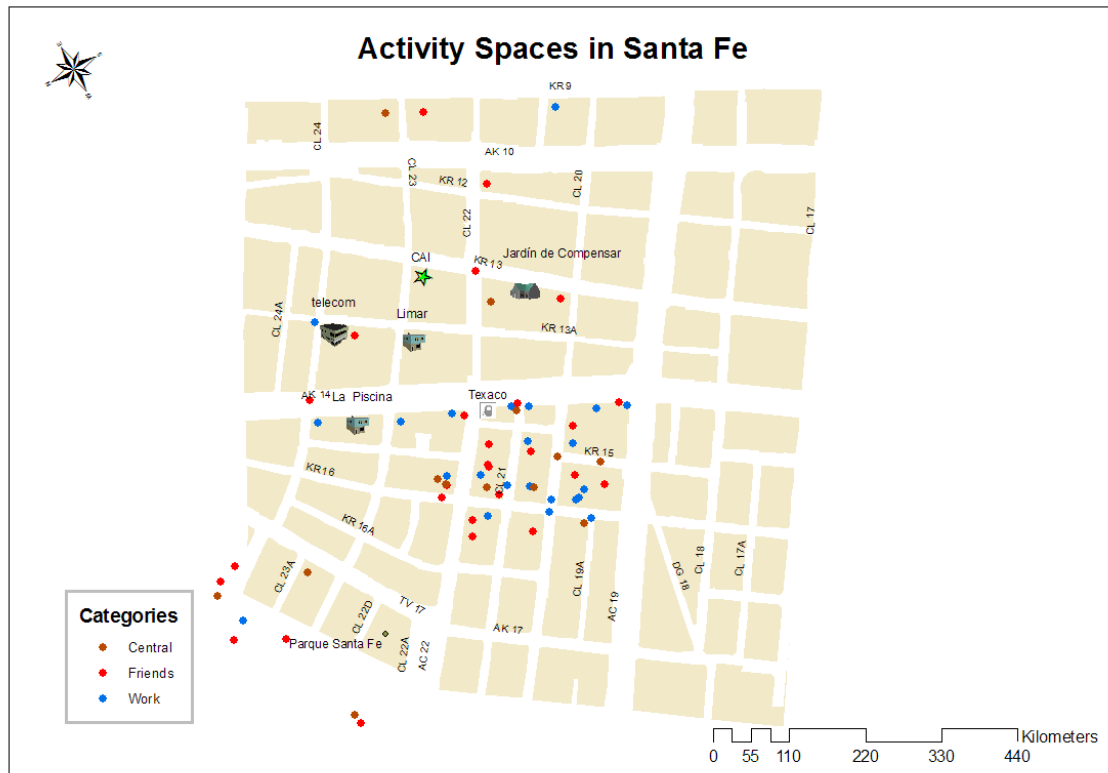 Activity Spaces in Santa Fe
KR 9
CL 24
AK 10
CL 23
KR 12
CL 20
CL 22
CL 17
CAI
KR 13
Jardín de Compensar
telecom
Limar
CL 24A
KR 13A
AK 14
La Piscina
Texaco
KR 15
KR 16
CL 21
KR 16A
CL 23A
CL 22D
TV 17
CL 19A
AC 19
DG 18
CL 18
CL 17A
AK 17
Parque Santa Fe
CL 22A
AC 22
Categories
Central
Friends
Work
Kilometers
0 55 110 220 330 440